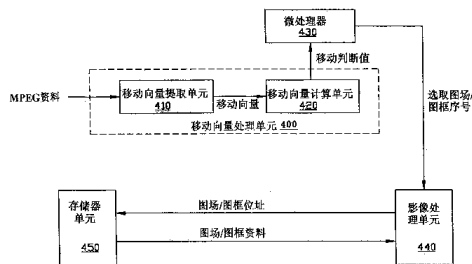 微处理器
430
移动判断值
移动向量提取单元
410
移动向量计算单元
420
MPEG资料
移动向量
移动向量处理单元 400
选取图场/
图框序号
存储器
单元
450
图场/图框位址
图场/图框资料
影像处
理单元
440